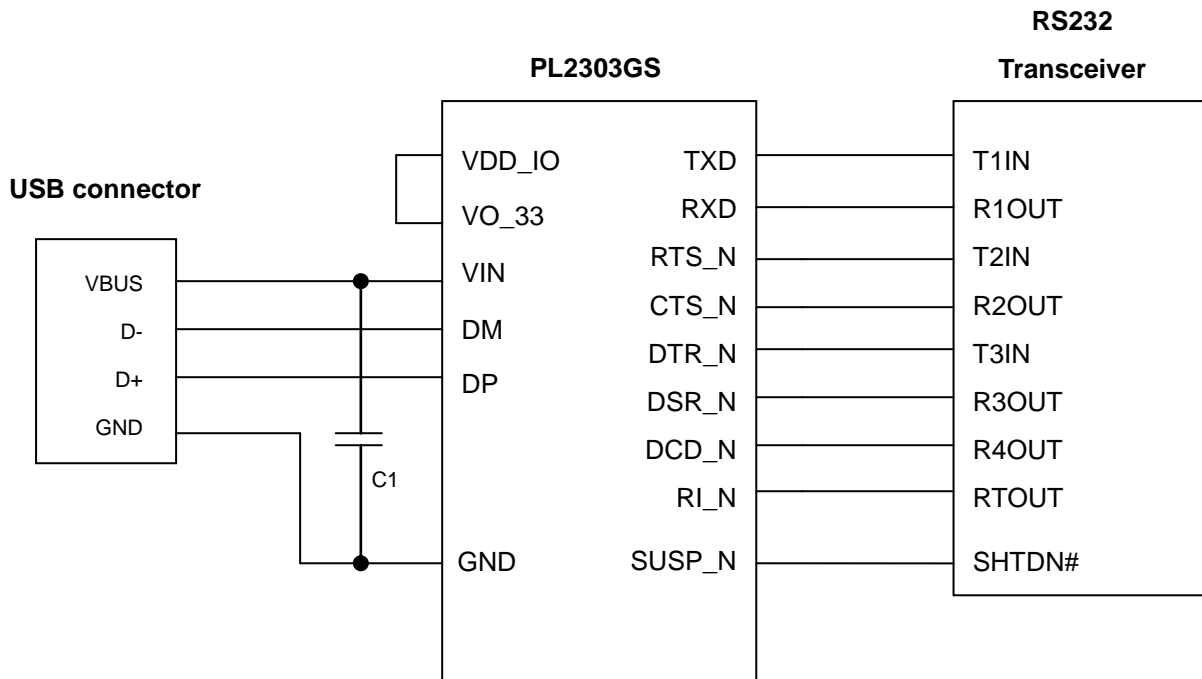 RS232
Transceiver
PL2303GS
USB connector
VBUS
D-
D+
GND
C1
VDD_IO
VO_33
VIN
DM
DP
GND
TXD
RXD
RTS_N
CTS_N
DTR_N
DSR_N
DCD_N
RI_N
SUSP_N
T1IN
R1OUT
T2IN
R2OUT
T3IN
R3OUT
R4OUT
RTOUT
SHTDN#